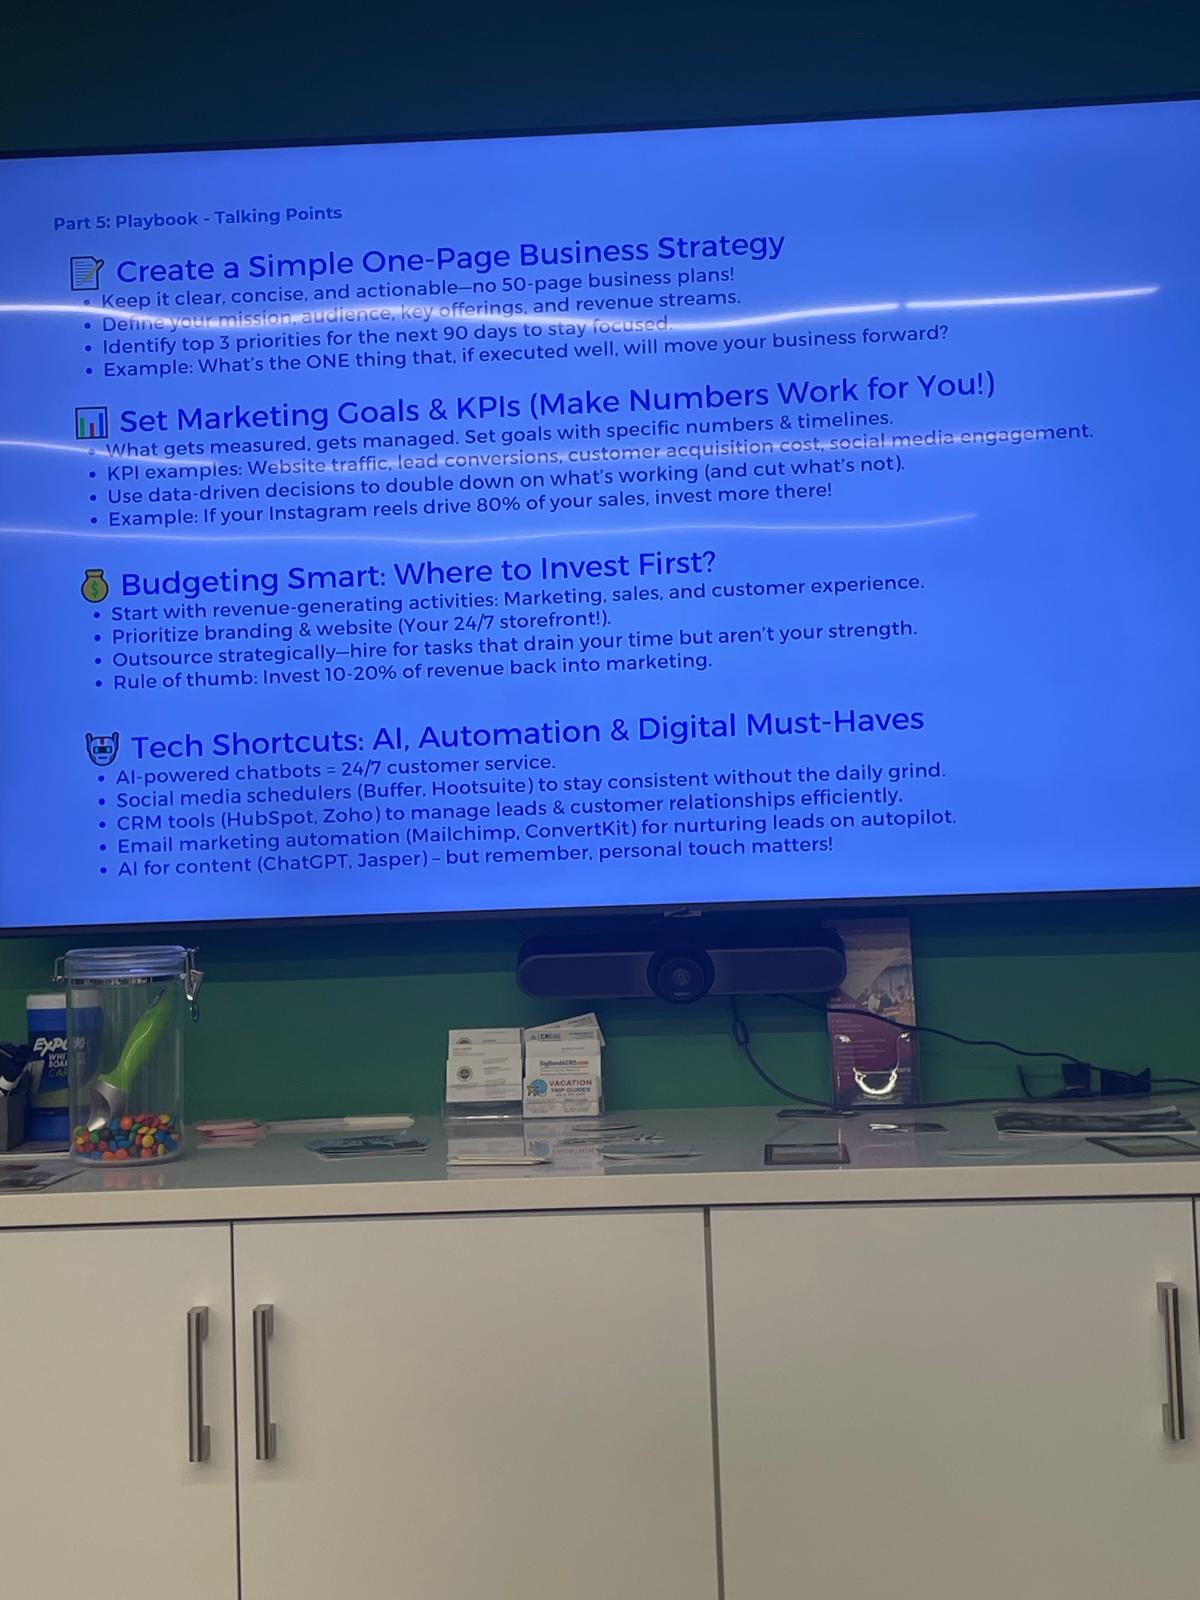 Part 5: Playbook - Talking Points
Create a Simple One-Page Business Strategy
• Keep it clear, concise, and actionable—no 50-page business plans!
• Define your mission, audience, key offerings, and revenue streams.
• Identify top 3 priorities for the next 90 days to stay focused.
• Example: What's the ONE thing that, if executed well, will move your business forward?
Set Marketing Goals & KPIs (Make Numbers Work for You!)
• What gets measured, gets managed. Set goals with specific numbers & timelines.
• KPI examples: Website traffic, lead conversions, customer acquisition cost, social media engagement.
• Use data-driven decisions to double down on what's working (and cut what's not).
• Example: If your Instagram reels drive 80% of your sales, invest more there!
Budgeting Smart: Where to Invest First?
• Start with revenue-generating activities: Marketing, sales, and customer experience.
• Prioritize branding & website (Your 24/7 storefront!).
• Outsource strategically—hire for tasks that drain your time but aren't your strength.
• Rule of thumb: Invest 10-20% of revenue back into marketing.
Tech Shortcuts: AI, Automation & Digital Must-Haves
• AI-powered chatbots = 24/7 customer service.
• Social media schedulers (Buffer, Hootsuite) to stay consistent without the daily grind.
• CRM tools (HubSpot, Zoho) to manage leads & customer relationships efficiently.
• Email marketing automation (Mailchimp, ConvertKit) for nurturing leads on autopilot.
• AI for content (ChatGPT, Jasper) – but remember, personal touch matters!
EXPO
VACATION
TRIP GUIDES